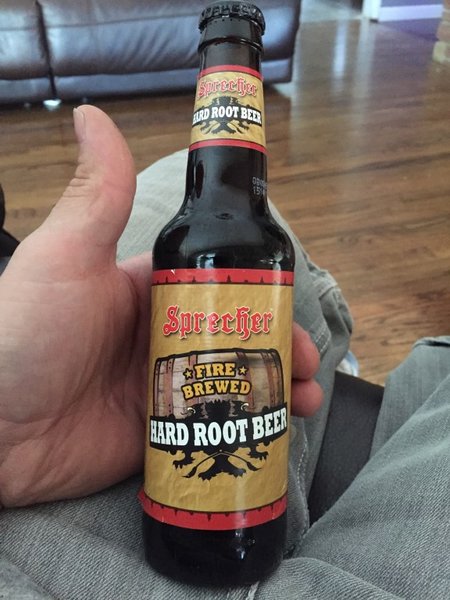 Sprecher
HARD ROOT BEER
Sprecher
FIRE
BREWED
HARD ROOT BEER